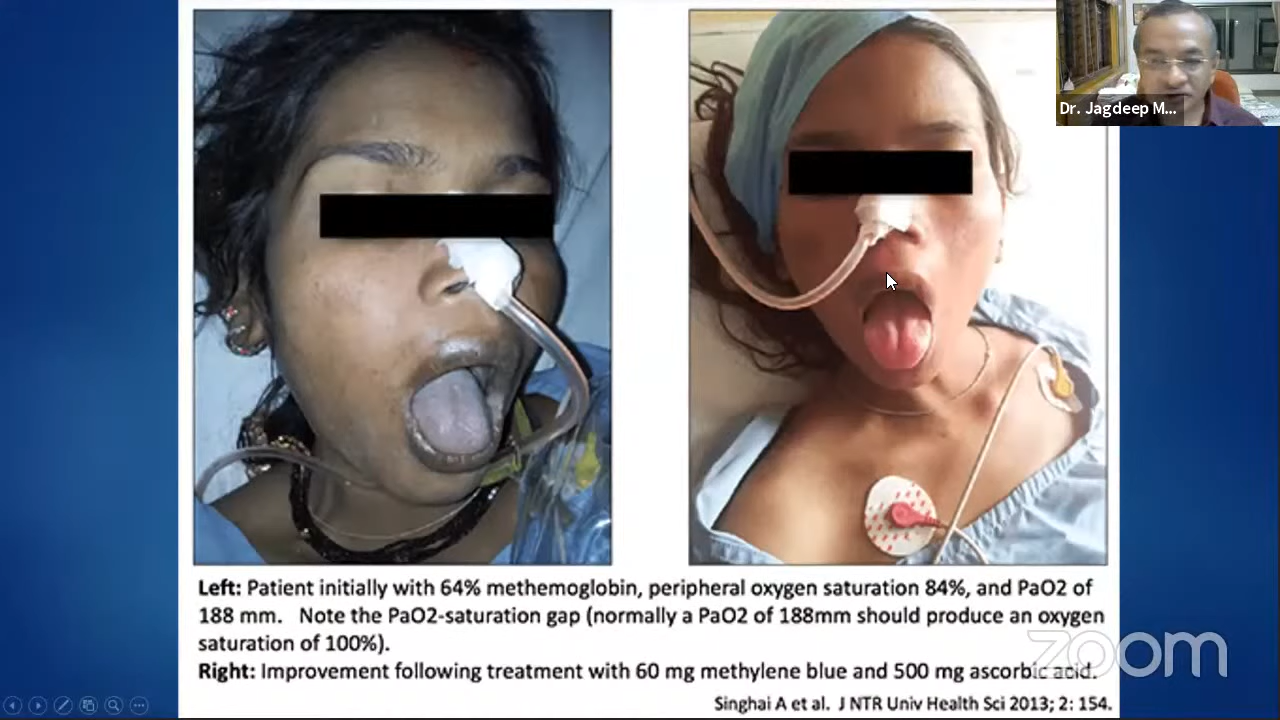 Dr. Jagdeep M...
Left: Patient initially with 64% methemoglobin, peripheral oxygen saturation 84%, and PaO2 of
188 mm. Note the PaO2-saturation gap (normally a PaO2 of 188mm should produce an oxygen
saturation of 100%).
Right: Improvement following treatment with 60 mg methylene blue and 500 mg ascorbic acid.
zoom
Singhai A et al. J NTR Univ Health Sci 2013; 2: 154.